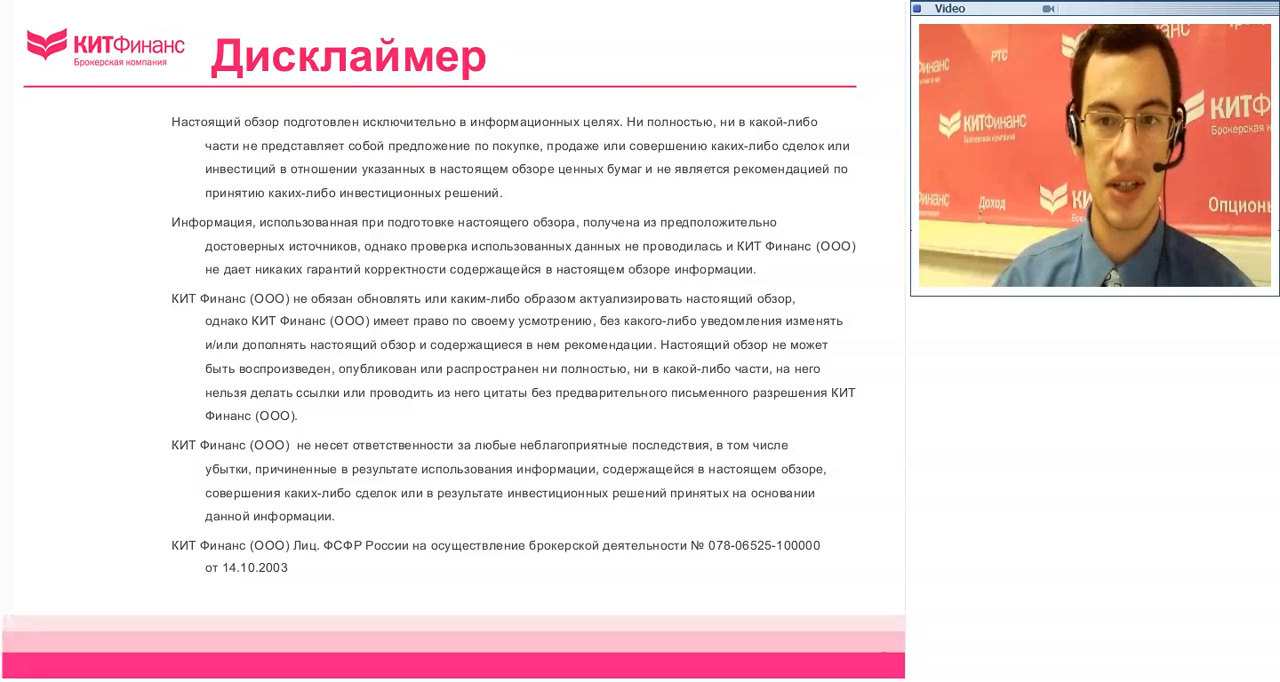 КИТФинанс
Брокерская компания
Дисклаймер
Настоящий обзор подготовлен исключительно в информационных целях. Ни полностью, ни в какой-либо
части не представляет собой предложение по покупке, продаже или совершению каких-либо сделок или
инвестиций в отношении указанных в настоящем обзоре ценных бумаг и не является рекомендацией по
принятию каких-либо инвестиционных решений.
Информация, использованная при подготовке настоящего обзора, получена из предположительно
достоверных источников, однако проверка использованных данных не проводилась и КИТ Финанс (ООО)
не дает никаких гарантий корректности содержащейся в настоящем обзоре информации.
КИТ Финанс (ООО) не обязан обновлять или каким-либо образом актуализировать настоящий обзор,
однако КИТ Финанс (ООО) имеет право по своему усмотрению, без какого-либо уведомления изменять
и/или дополнять настоящий обзор и содержащиеся в нем рекомендации. Настоящий обзор не может
быть воспроизведен, опубликован или распространен ни полностью, ни в какой-либо части, на него
нельзя делать ссылки или проводить из него цитаты без предварительного письменного разрешения КИТ
Финанс (ООО).
КИТ Финанс (ООО)  не несет ответственности за любые неблагоприятные последствия, в том числе
убытки, причиненные в результате использования информации, содержащейся в настоящем обзоре,
совершения каких-либо сделок или в результате инвестиционных решений принятых на основании
данной информации.
КИТ Финанс (ООО) Лиц. ФСФР России на осуществление брокерской деятельности № 078-06525-100000
от 14.10.2003
Video
РТС
КИТФинанс
Доход
Опционы